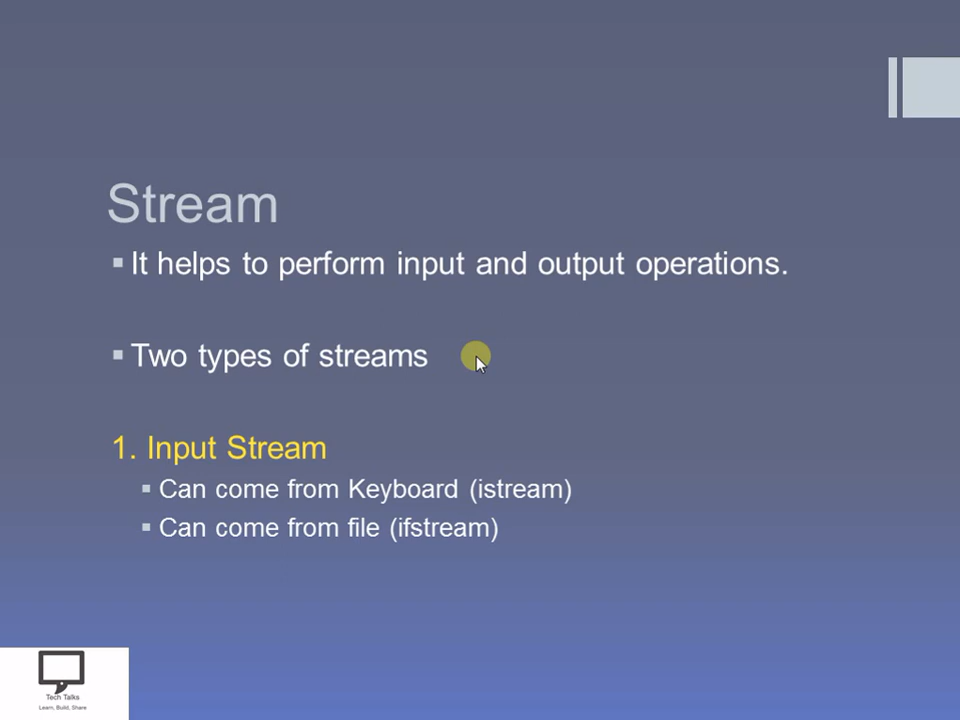 Stream
It helps to perform input and output operations.
Two types of streams
1. Input Stream
Can come from Keyboard (istream)
Can come from file (ifstream)
Tech Talks
Learn, Build, Share